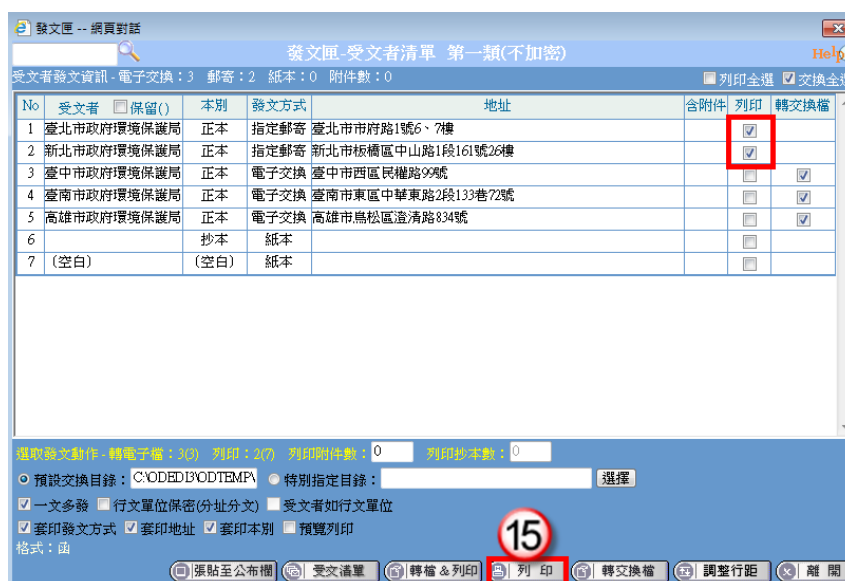 發文匣 -- 網頁對話
發文匣-受文者清單 第一類(不加密)
Help
受文者發文資訊-電子交換：3 郵寄：2 紙本：0 附件數：0 列印全選 交換全選
No 受文者 保留() 本別 發文方式 地址 含附件 列印 轉交換檔
1 臺北市政府環境保護局 正本 指定郵寄 臺北市市府路1號6、7樓
2 新北市政府環境保護局 正本 指定郵寄 新北市板橋區中山路1段161號26樓
3 臺中市政府環境保護局 正本 電子交換 臺中市西區民權路99號
4 臺南市政府環境保護局 正本 電子交換 臺南市東區中華東路2段133巷72號
5 高雄市政府環境保護局 正本 電子交換 高雄市鳥松區澄清路834號
6 抄本 紙本
7 (空白) (空白) 紙本
選取發文動作-轉電子檔：3(3) 列印：2(7) 列印附件數：0 列印抄本數：0
預設交換目錄：C:\ODEDI3\ODTEMP\ 特別指定目錄： 選擇
一文多發 行文單位保密(分址分文) 受文者如行文單位
套印發文方式 套印地址 套印本別 預覽列印
格式：函
15
張貼至公布欄 受文清單 轉檔&列印 列 印 轉交換檔 調整行距 離 開